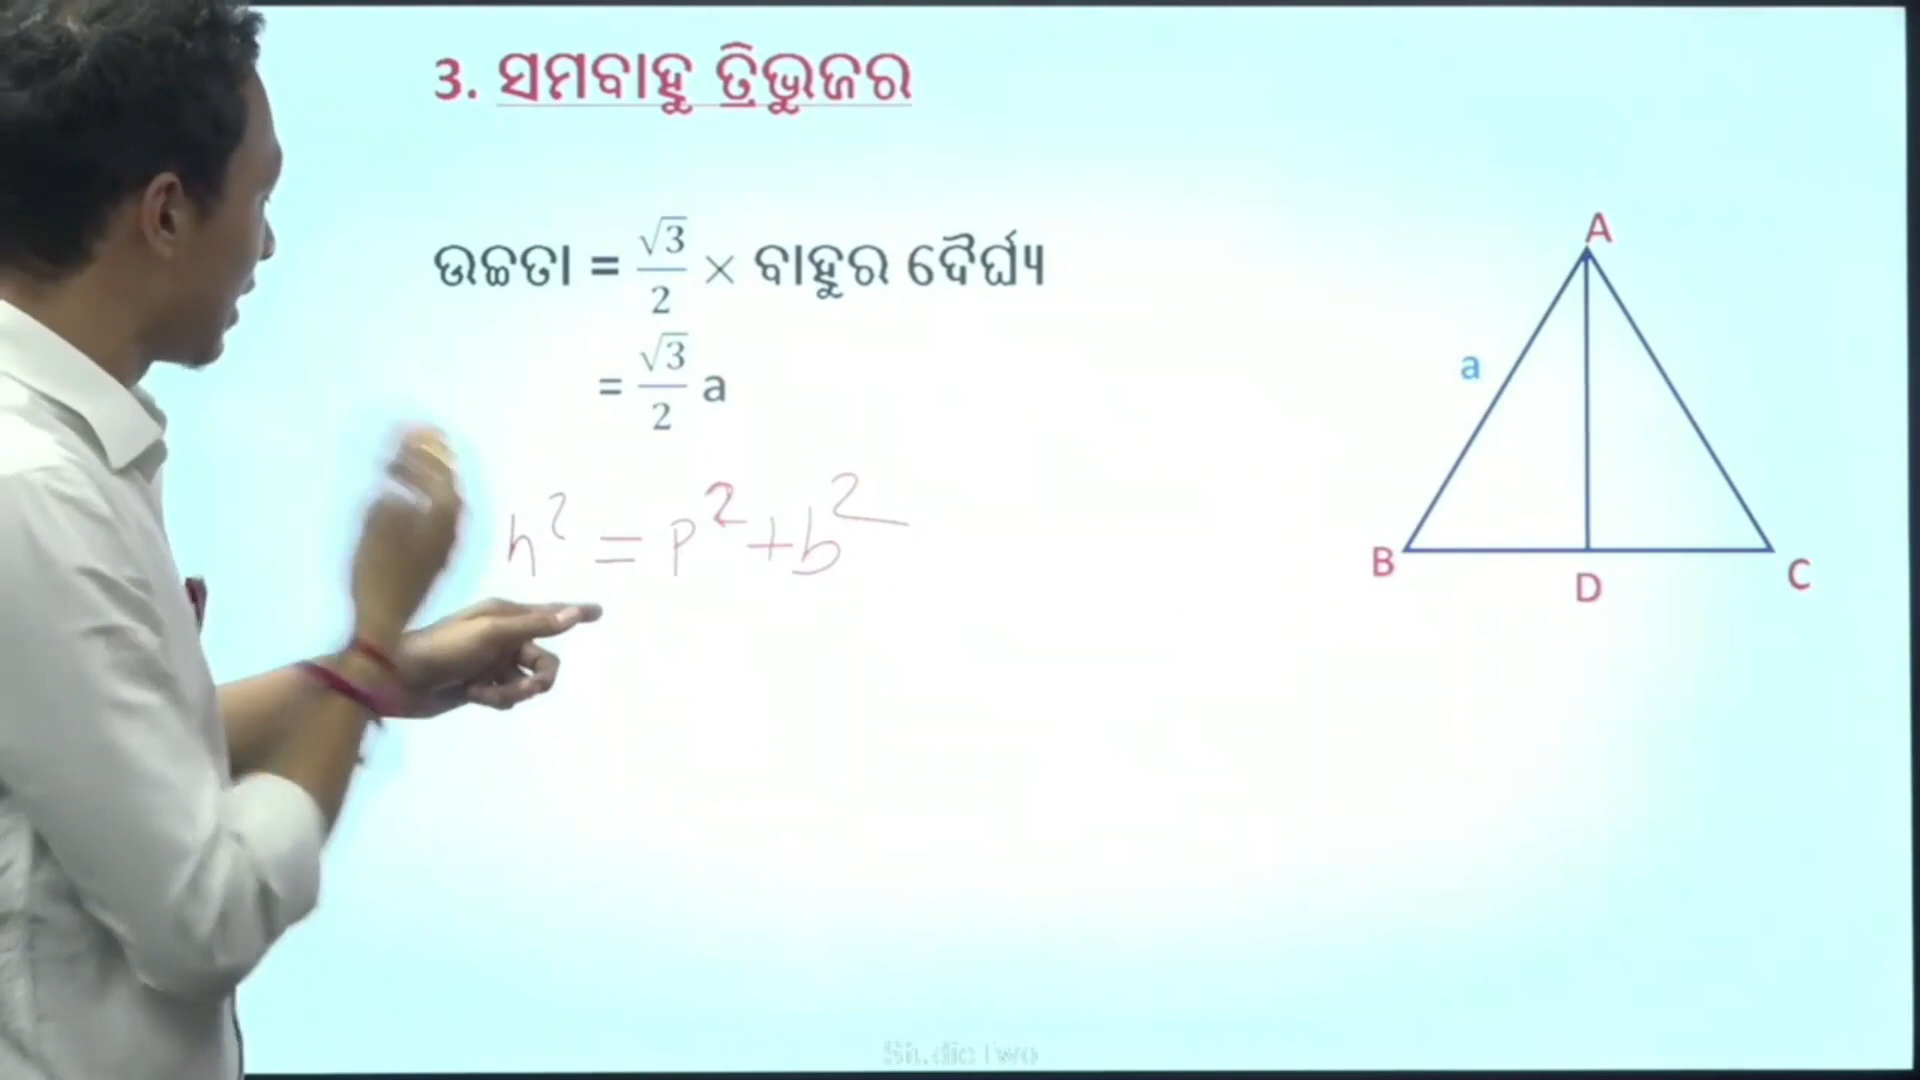 3. ସମବାହୁ ତ୍ରିଭୁଜର
ଉଚ୍ଚତା = √3/2 × ବାହୁର ଦୈର୍ଘ୍ୟ
= √3/2 a
h² = p² + b²
A
a
B
D
C